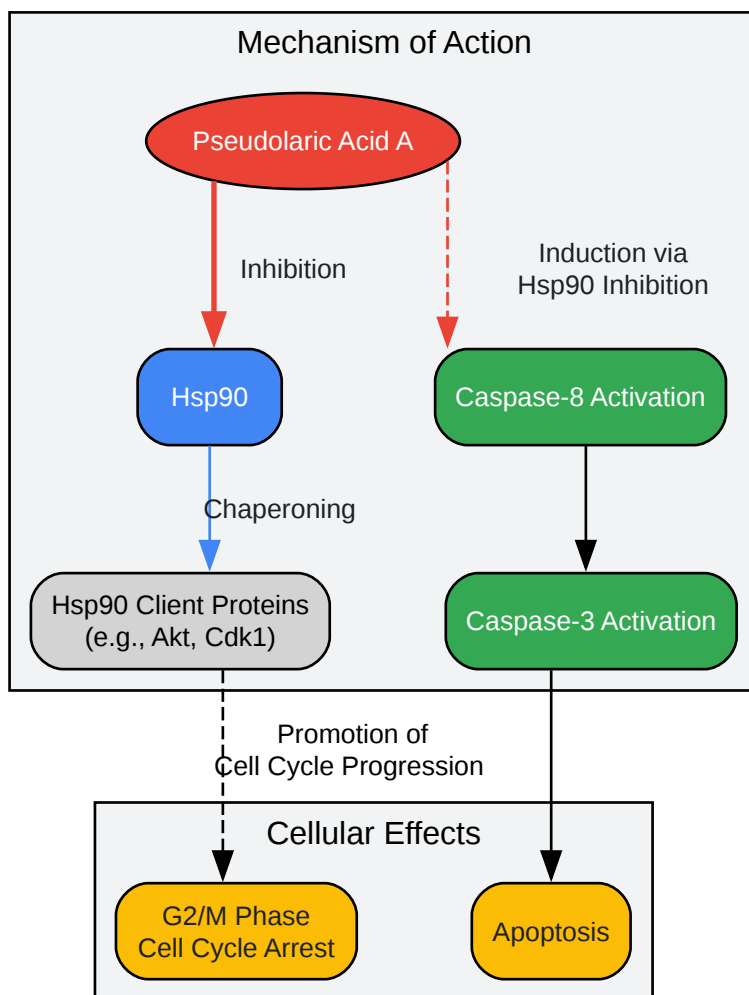 Mechanism of Action
Pseudolaric Acid A
Inhibition
Induction via
Hsp90 Inhibition
Hsp90
Caspase-8 Activation
Chaperoning
Hsp90 Client Proteins
(e.g., Akt, Cdk1)
Caspase-3 Activation
Promotion of
Cell Cycle Progression
Cellular Effects
G2/M Phase
Cell Cycle Arrest
Apoptosis